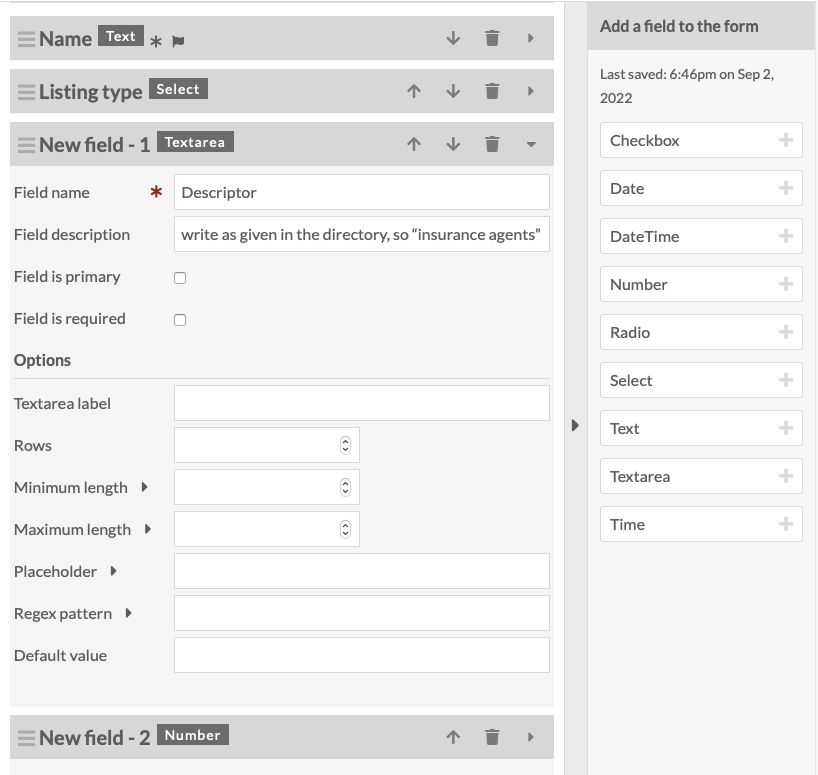 Name Text *
Listing type Select
New field - 1 Textarea
Field name * Descriptor
Field description write as given in the directory, so “insurance agents”
Field is primary
Field is required
Options
Textarea label
Rows
Minimum length
Maximum length
Placeholder
Regex pattern
Default value
New field - 2 Number
Add a field to the form
Last saved: 6:46pm on Sep 2,
2022
Checkbox
Date
DateTime
Number
Radio
Select
Text
Textarea
Time